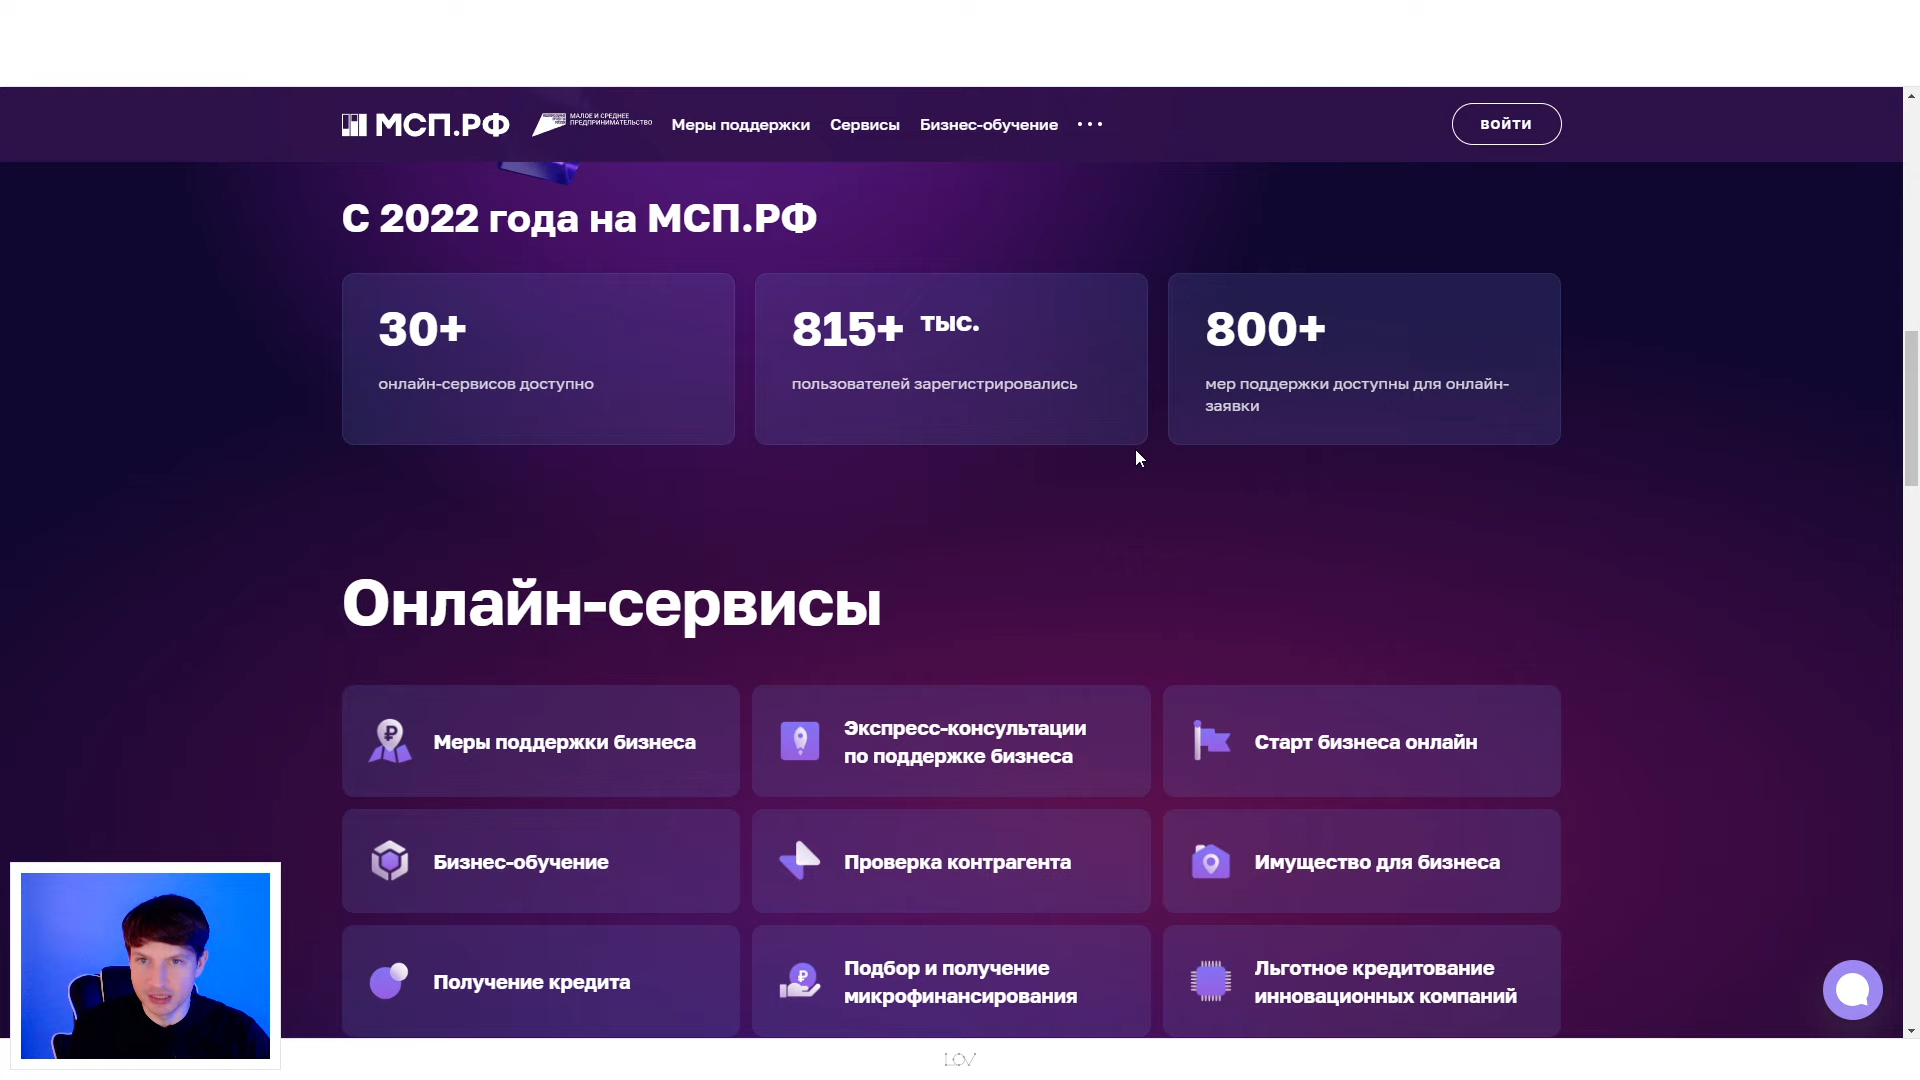 МСП.РФ
МАЛОЕ И СРЕДНЕЕ
ПРЕДПРИНИМАТЕЛЬСТВО
Меры поддержки
Сервисы
Бизнес-обучение
ВОЙТИ
С 2022 года на МСП.РФ
30+
онлайн-сервисов доступно
815+ тыс.
пользователей зарегистрировались
800+
мер поддержки доступны для онлайн-
заявки
Онлайн-сервисы
Меры поддержки бизнеса
Экспресс-консультации
по поддержке бизнеса
Старт бизнеса онлайн
Бизнес-обучение
Проверка контрагента
Имущество для бизнеса
Получение кредита
Подбор и получение
микрофинансирования
Льготное кредитование
инновационных компаний
LOV